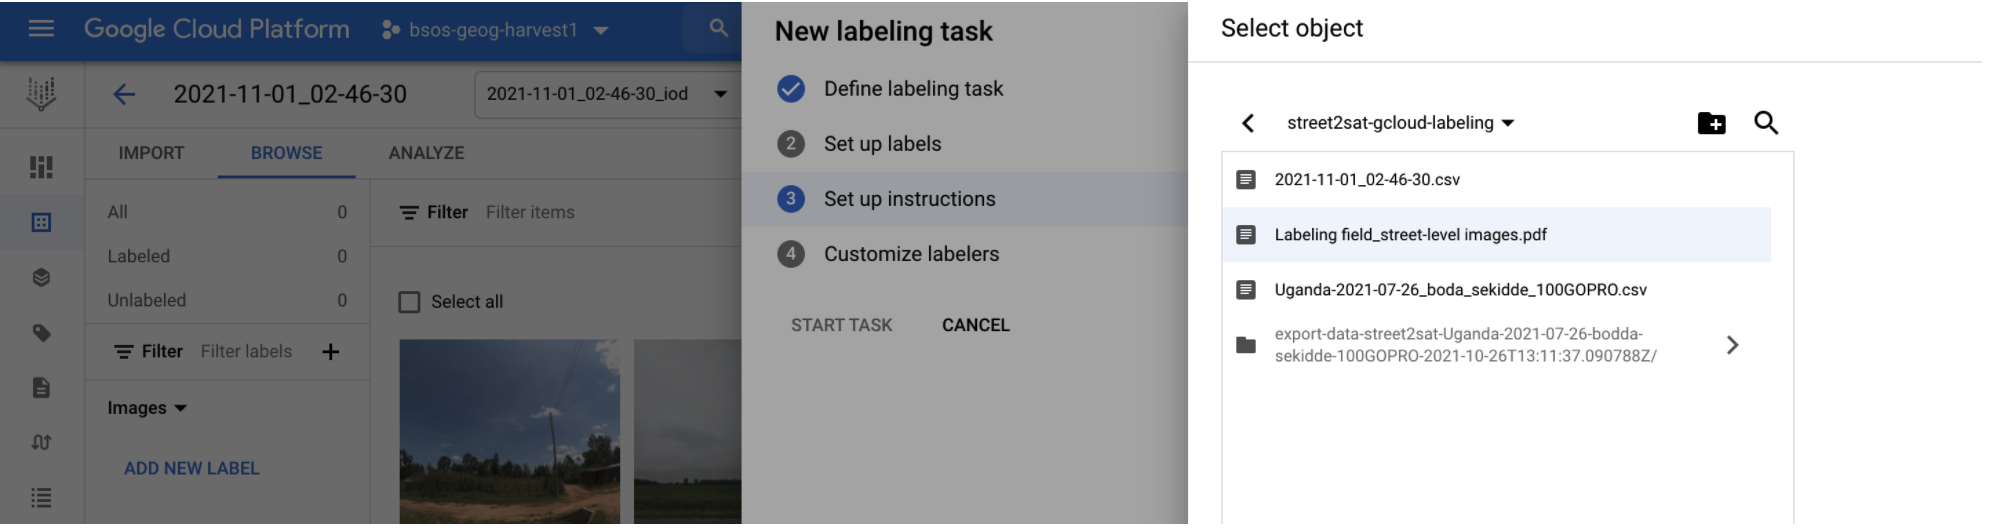 Google Cloud Platform
bsos-geog-harvest1
2021-11-01_02-46-30
2021-11-01_02-46-30_iod
IMPORT
BROWSE
ANALYZE
All 0
Labeled 0
Unlabeled 0
Filter Filter labels
Images
ADD NEW LABEL
Filter Filter items
Select all
New labeling task
Define labeling task
2 Set up labels
3 Set up instructions
4 Customize labelers
START TASK CANCEL
Select object
street2sat-gcloud-labeling
2021-11-01_02-46-30.csv
Labeling field_street-level images.pdf
Uganda-2021-07-26_boda_sekidde_100GOPRO.csv
export-data-street2sat-Uganda-2021-07-26-bodda-
sekidde-100GOPRO-2021-10-26T13:11:37.090788Z/